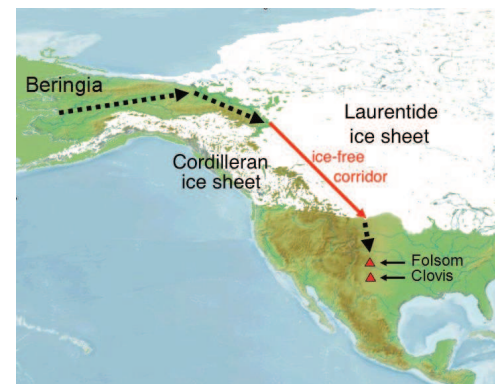 Beringia
Laurentide
ice sheet
Cordilleran
ice sheet
ice-free
corridor
Folsom
Clovis